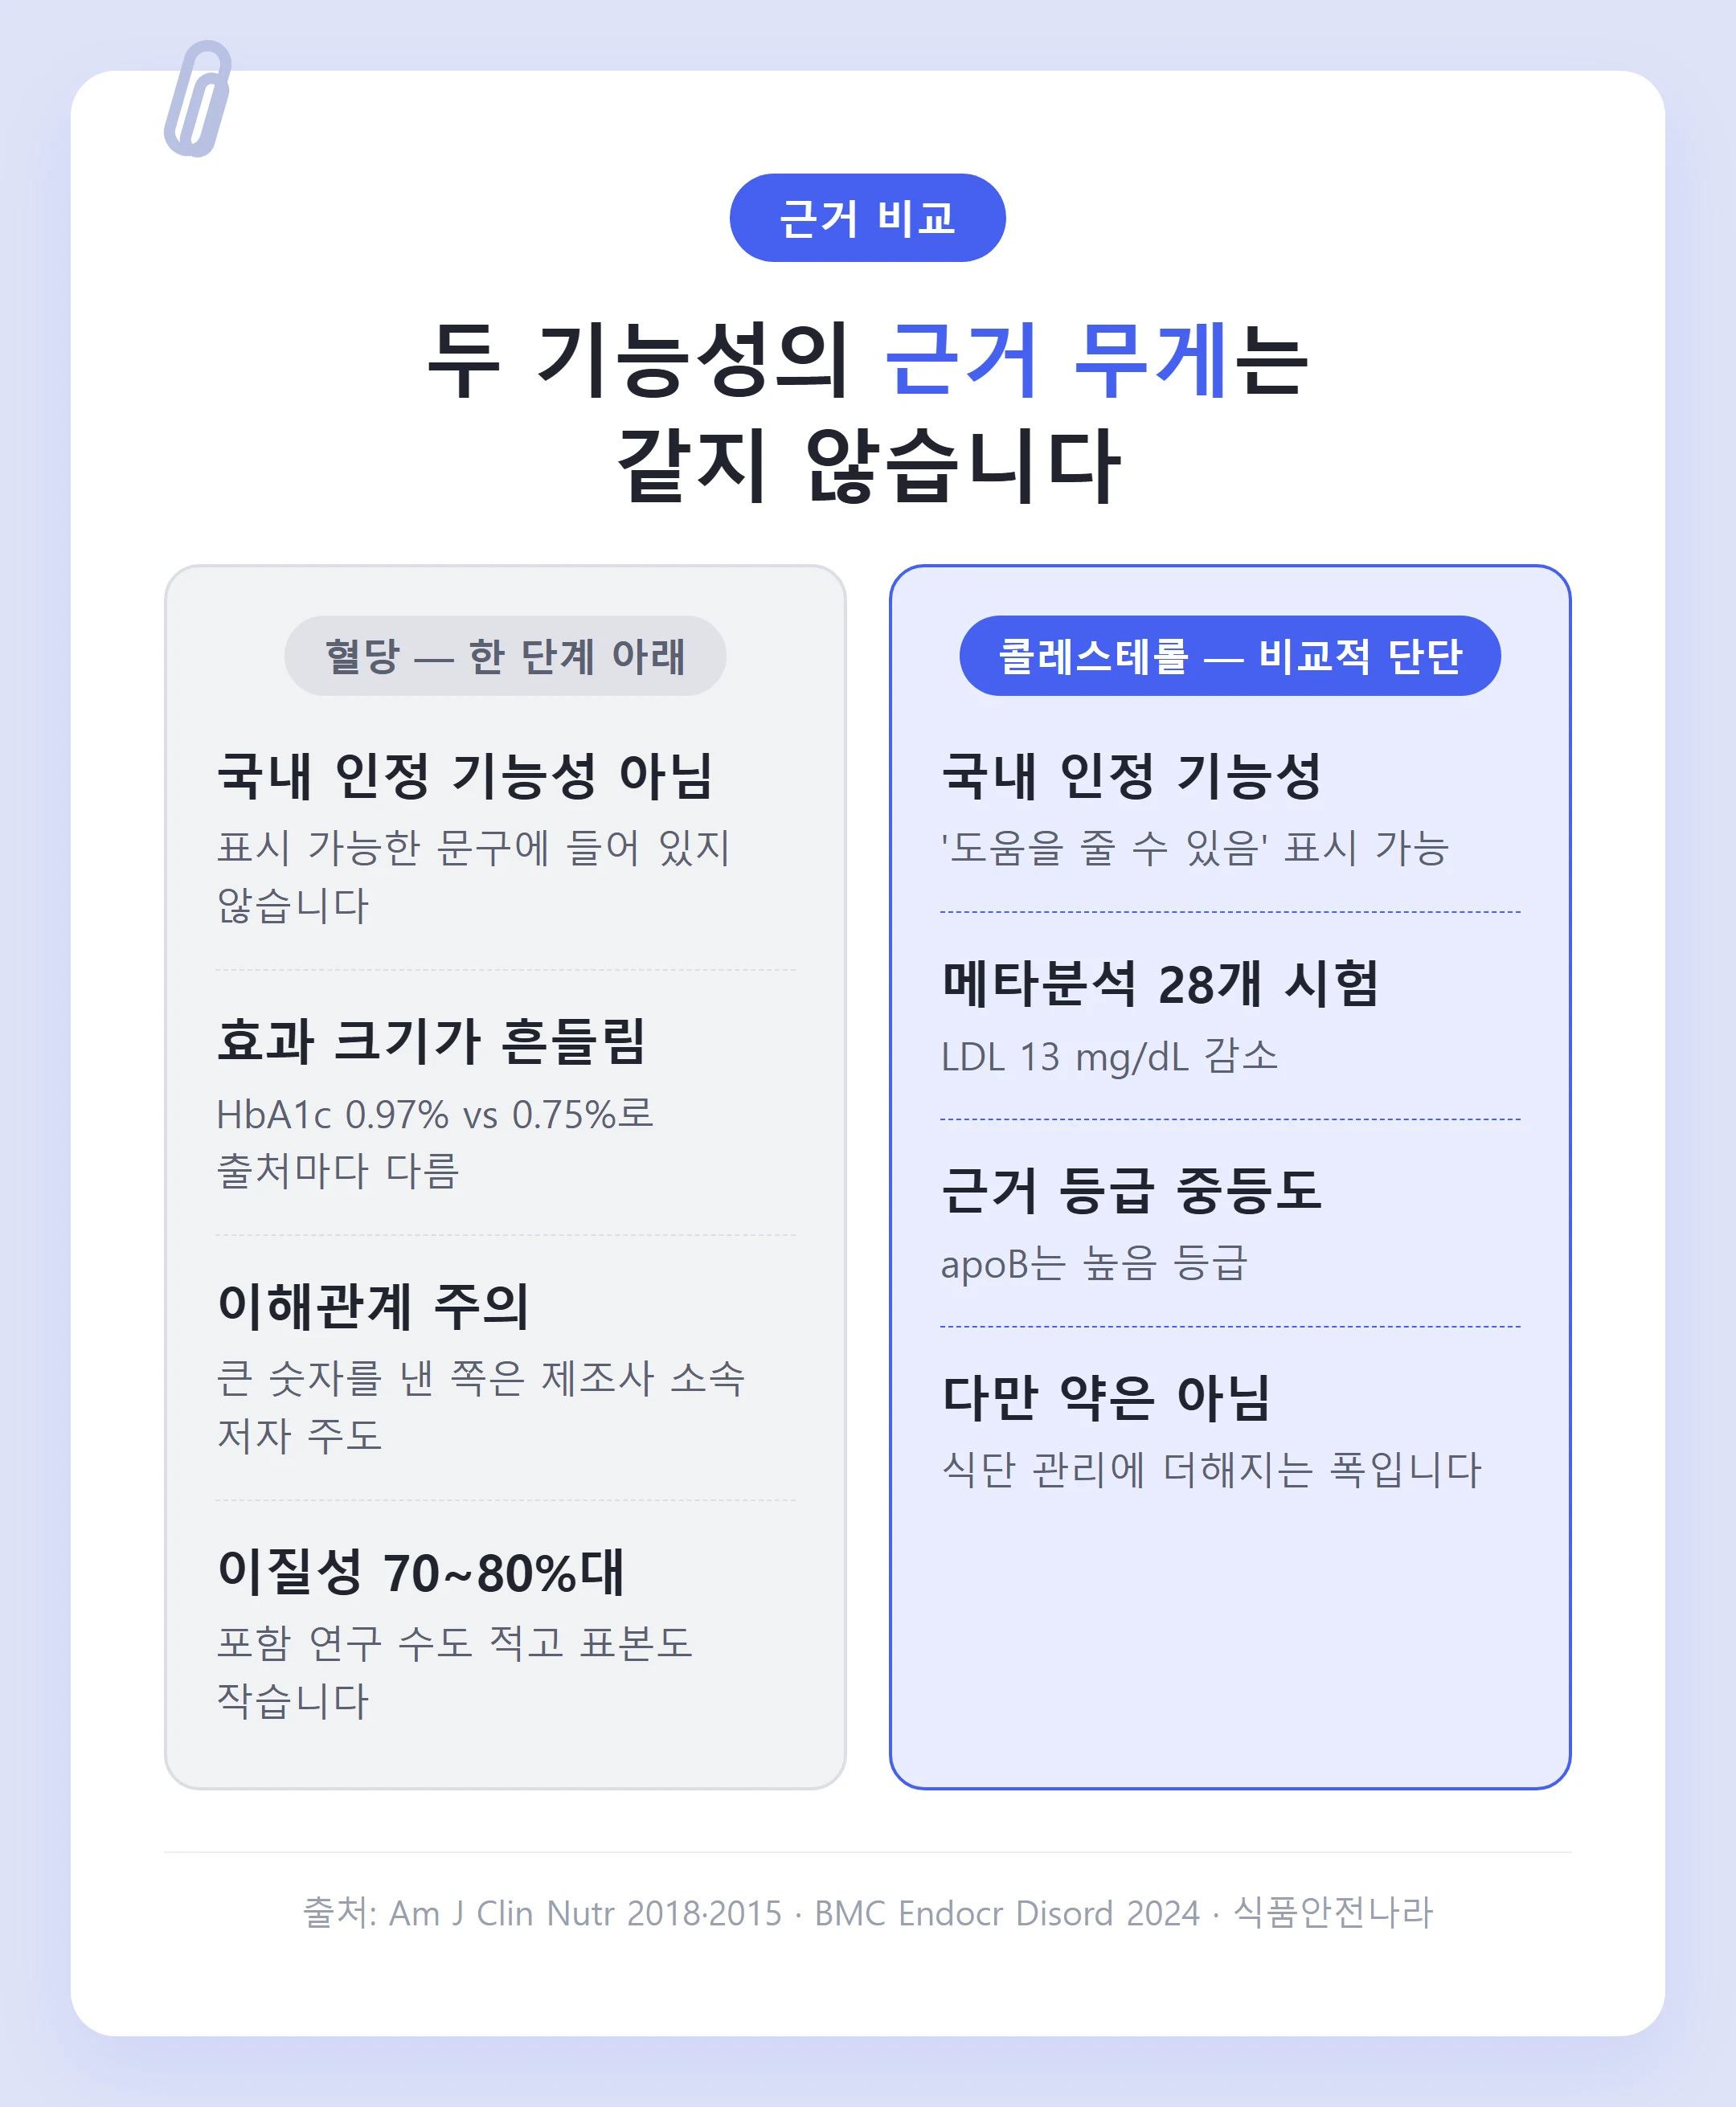 근거 비교
두 기능성의 근거 무게는
같지 않습니다
혈당 — 한 단계 아래
국내 인정 기능성 아님
표시 가능한 문구에 들어 있지
않습니다
효과 크기가 흔들림
HbA1c 0.97% vs 0.75%로
출처마다 다름
이해관계 주의
큰 숫자를 낸 쪽은 제조사 소속
저자 주도
이질성 70~80%대
포함 연구 수도 적고 표본도
작습니다
콜레스테롤 — 비교적 단단
국내 인정 기능성
'도움을 줄 수 있음' 표시 가능
메타분석 28개 시험
LDL 13 mg/dL 감소
근거 등급 중등도
apoB는 높음 등급
다만 약은 아님
식단 관리에 더해지는 폭입니다
출처: Am J Clin Nutr 2018·2015 · BMC Endocr Disord 2024 · 식품안전나라